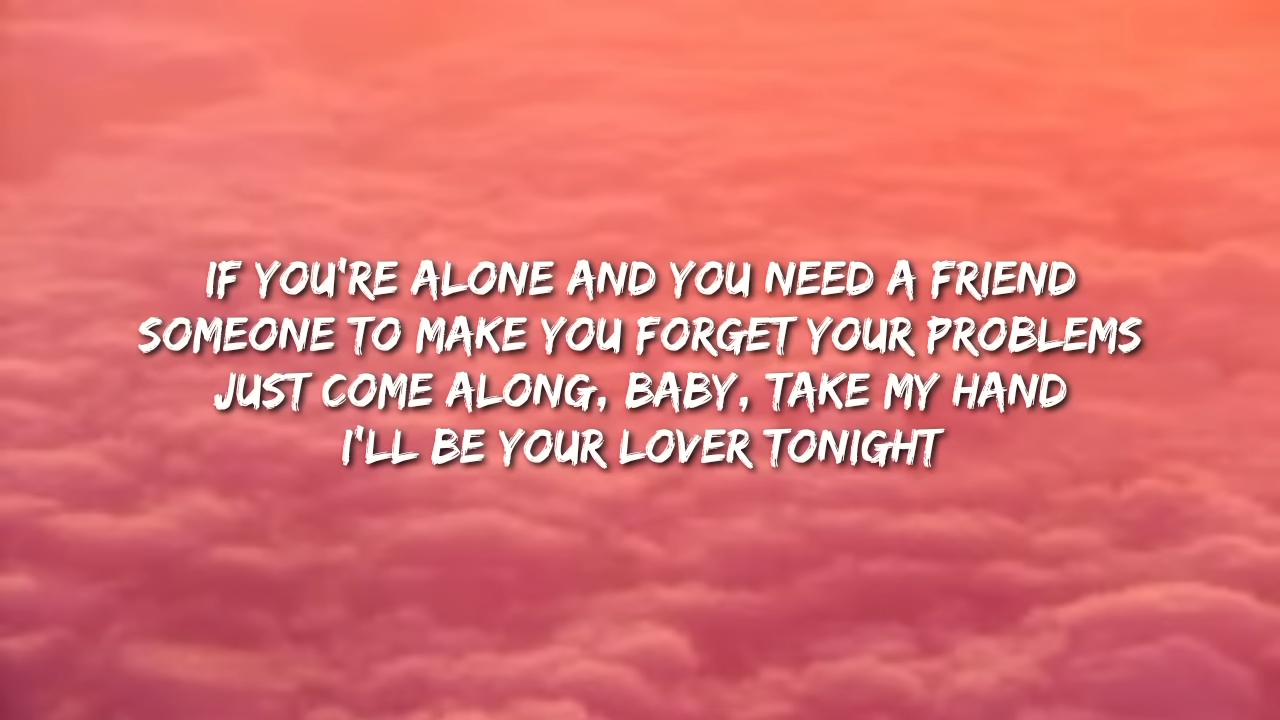 IF YOU'RE ALONE AND YOU NEED A FRIEND
SOMEONE TO MAKE YOU FORGET YOUR PROBLEMS
JUST COME ALONG, BABY, TAKE MY HAND
I'LL BE YOUR LOVER TONIGHT